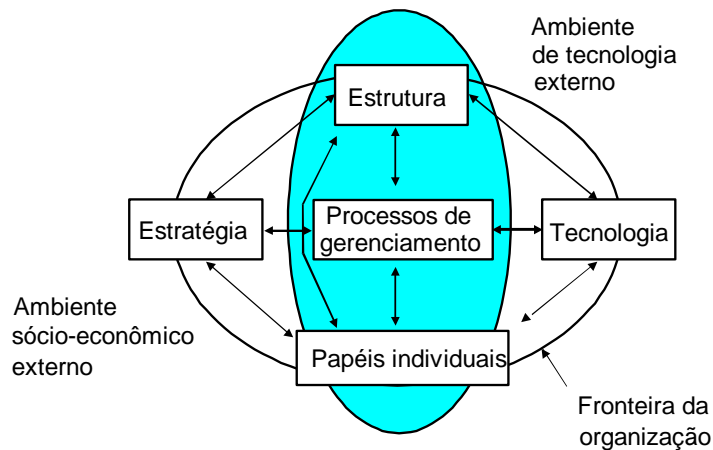 Ambiente
de tecnologia
externo
Estrutura
Estratégia
Processos de
gerenciamento
Tecnologia
Ambiente
sócio-econômico
externo
Papéis individuais
Fronteira da
organização